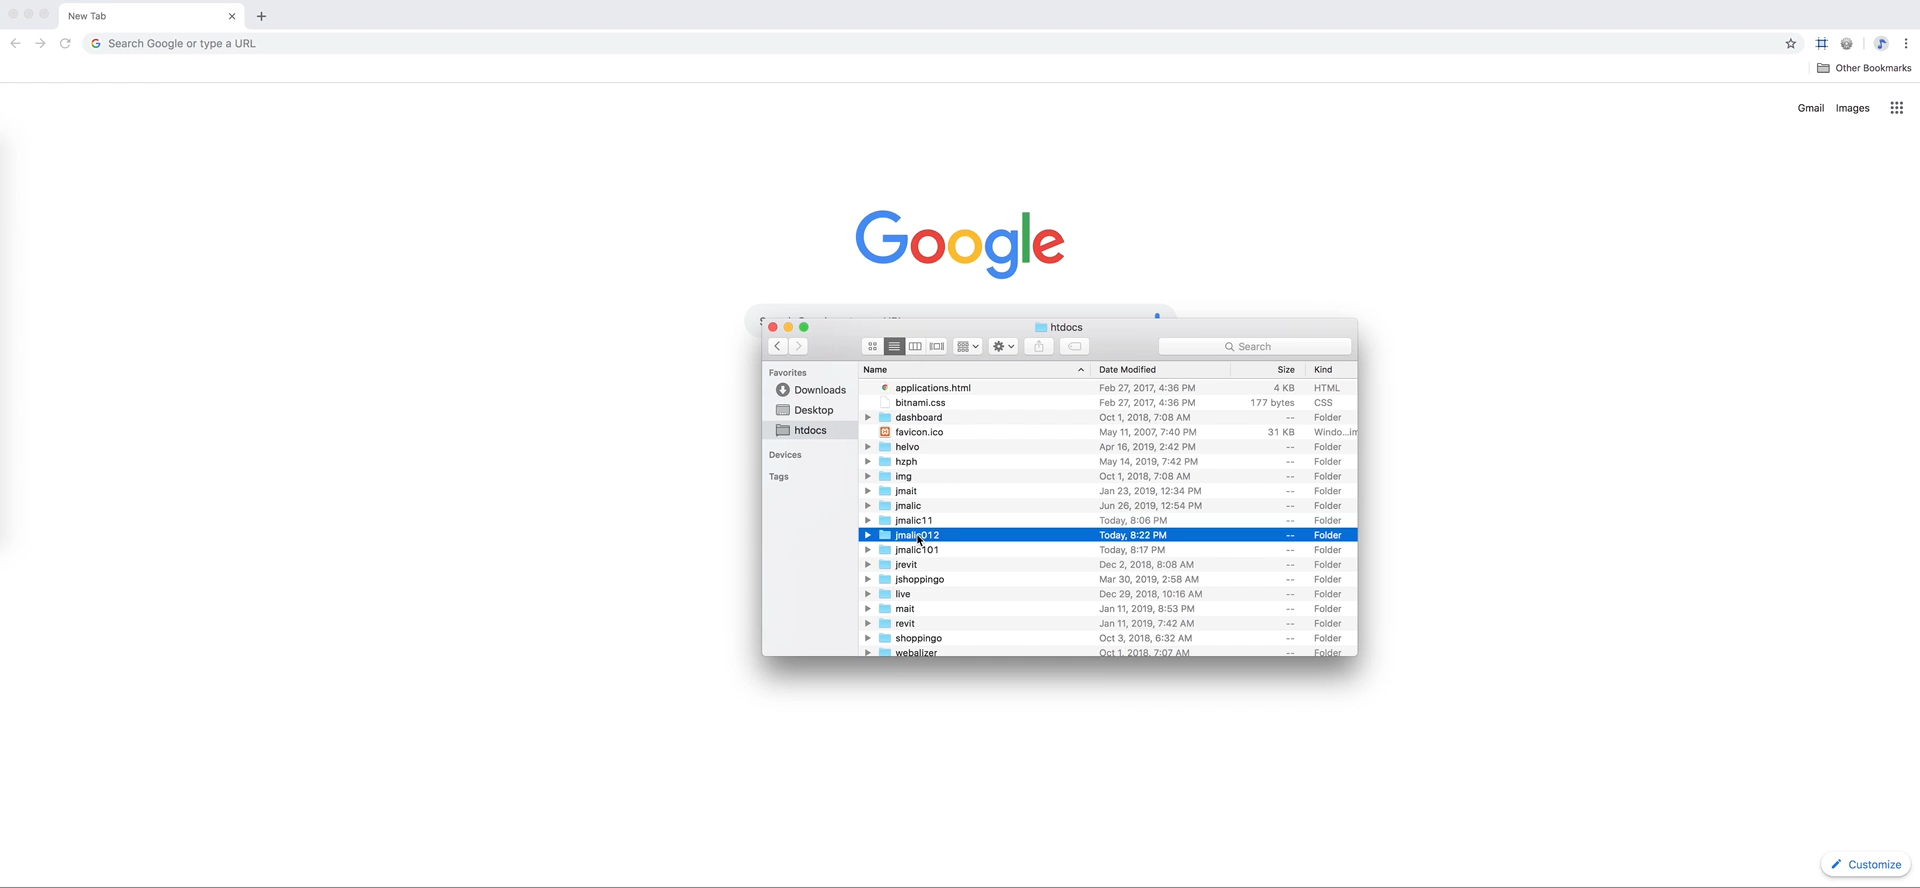 New Tab
Search Google or type a URL
Other Bookmarks
Gmail Images
Google
htdocs
Search
Favorites
Downloads
Desktop
htdocs
Devices
Tags
Name Date Modified Size Kind
applications.html Feb 27, 2017, 4:36 PM 4 KB HTML
bitnami.css Feb 27, 2017, 4:36 PM 177 bytes CSS
dashboard Oct 1, 2018, 7:08 AM -- Folder
favicon.ico May 11, 2007, 7:40 PM 31 KB Windo...im
helvo Apr 16, 2019, 2:42 PM -- Folder
hzph May 14, 2019, 7:42 PM -- Folder
img Oct 1, 2018, 7:08 AM -- Folder
jmait Jan 23, 2019, 12:34 PM -- Folder
jmalic Jun 26, 2019, 12:54 PM -- Folder
jmalic11 Today, 8:06 PM -- Folder
jmalic012 Today, 8:22 PM -- Folder
jmalic101 Today, 8:17 PM -- Folder
jrevit Dec 2, 2018, 8:08 AM -- Folder
jshoppingo Mar 30, 2019, 2:58 AM -- Folder
live Dec 29, 2018, 10:16 AM -- Folder
mait Jan 11, 2019, 8:53 PM -- Folder
revit Jan 11, 2019, 7:42 AM -- Folder
shoppingo Oct 3, 2018, 6:32 AM -- Folder
webalizer Oct 1, 2018, 7:07 AM -- Folder
Customize